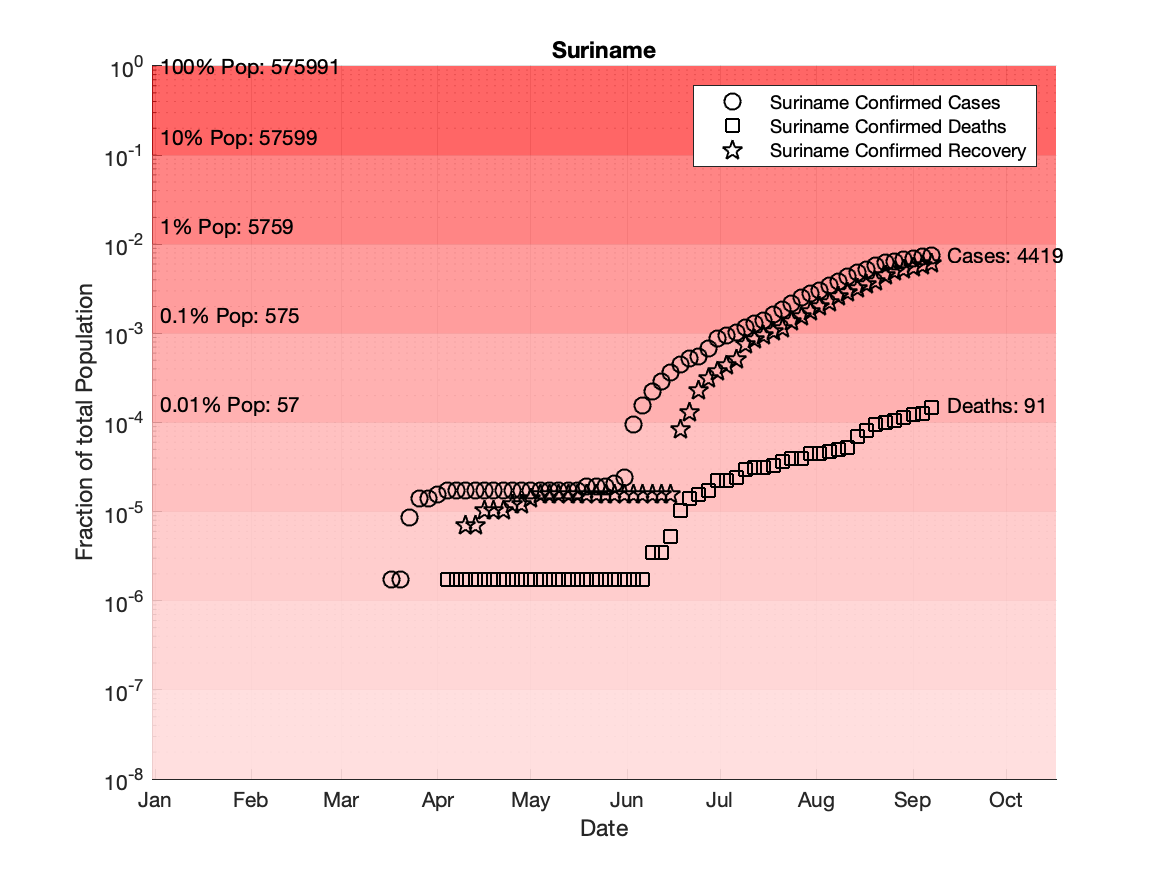 Suriname
10^0
100% Pop: 575991
Suriname Confirmed Cases
Suriname Confirmed Deaths
Suriname Confirmed Recovery
10% Pop: 57599
10^-1
1% Pop: 5759
10^-2
Cases: 4419
0.1% Pop: 575
10^-3
0.01% Pop: 57
Deaths: 91
10^-4
10^-5
10^-6
10^-7
10^-8
Fraction of total Population
Jan Feb Mar Apr May Jun Jul Aug Sep Oct
Date